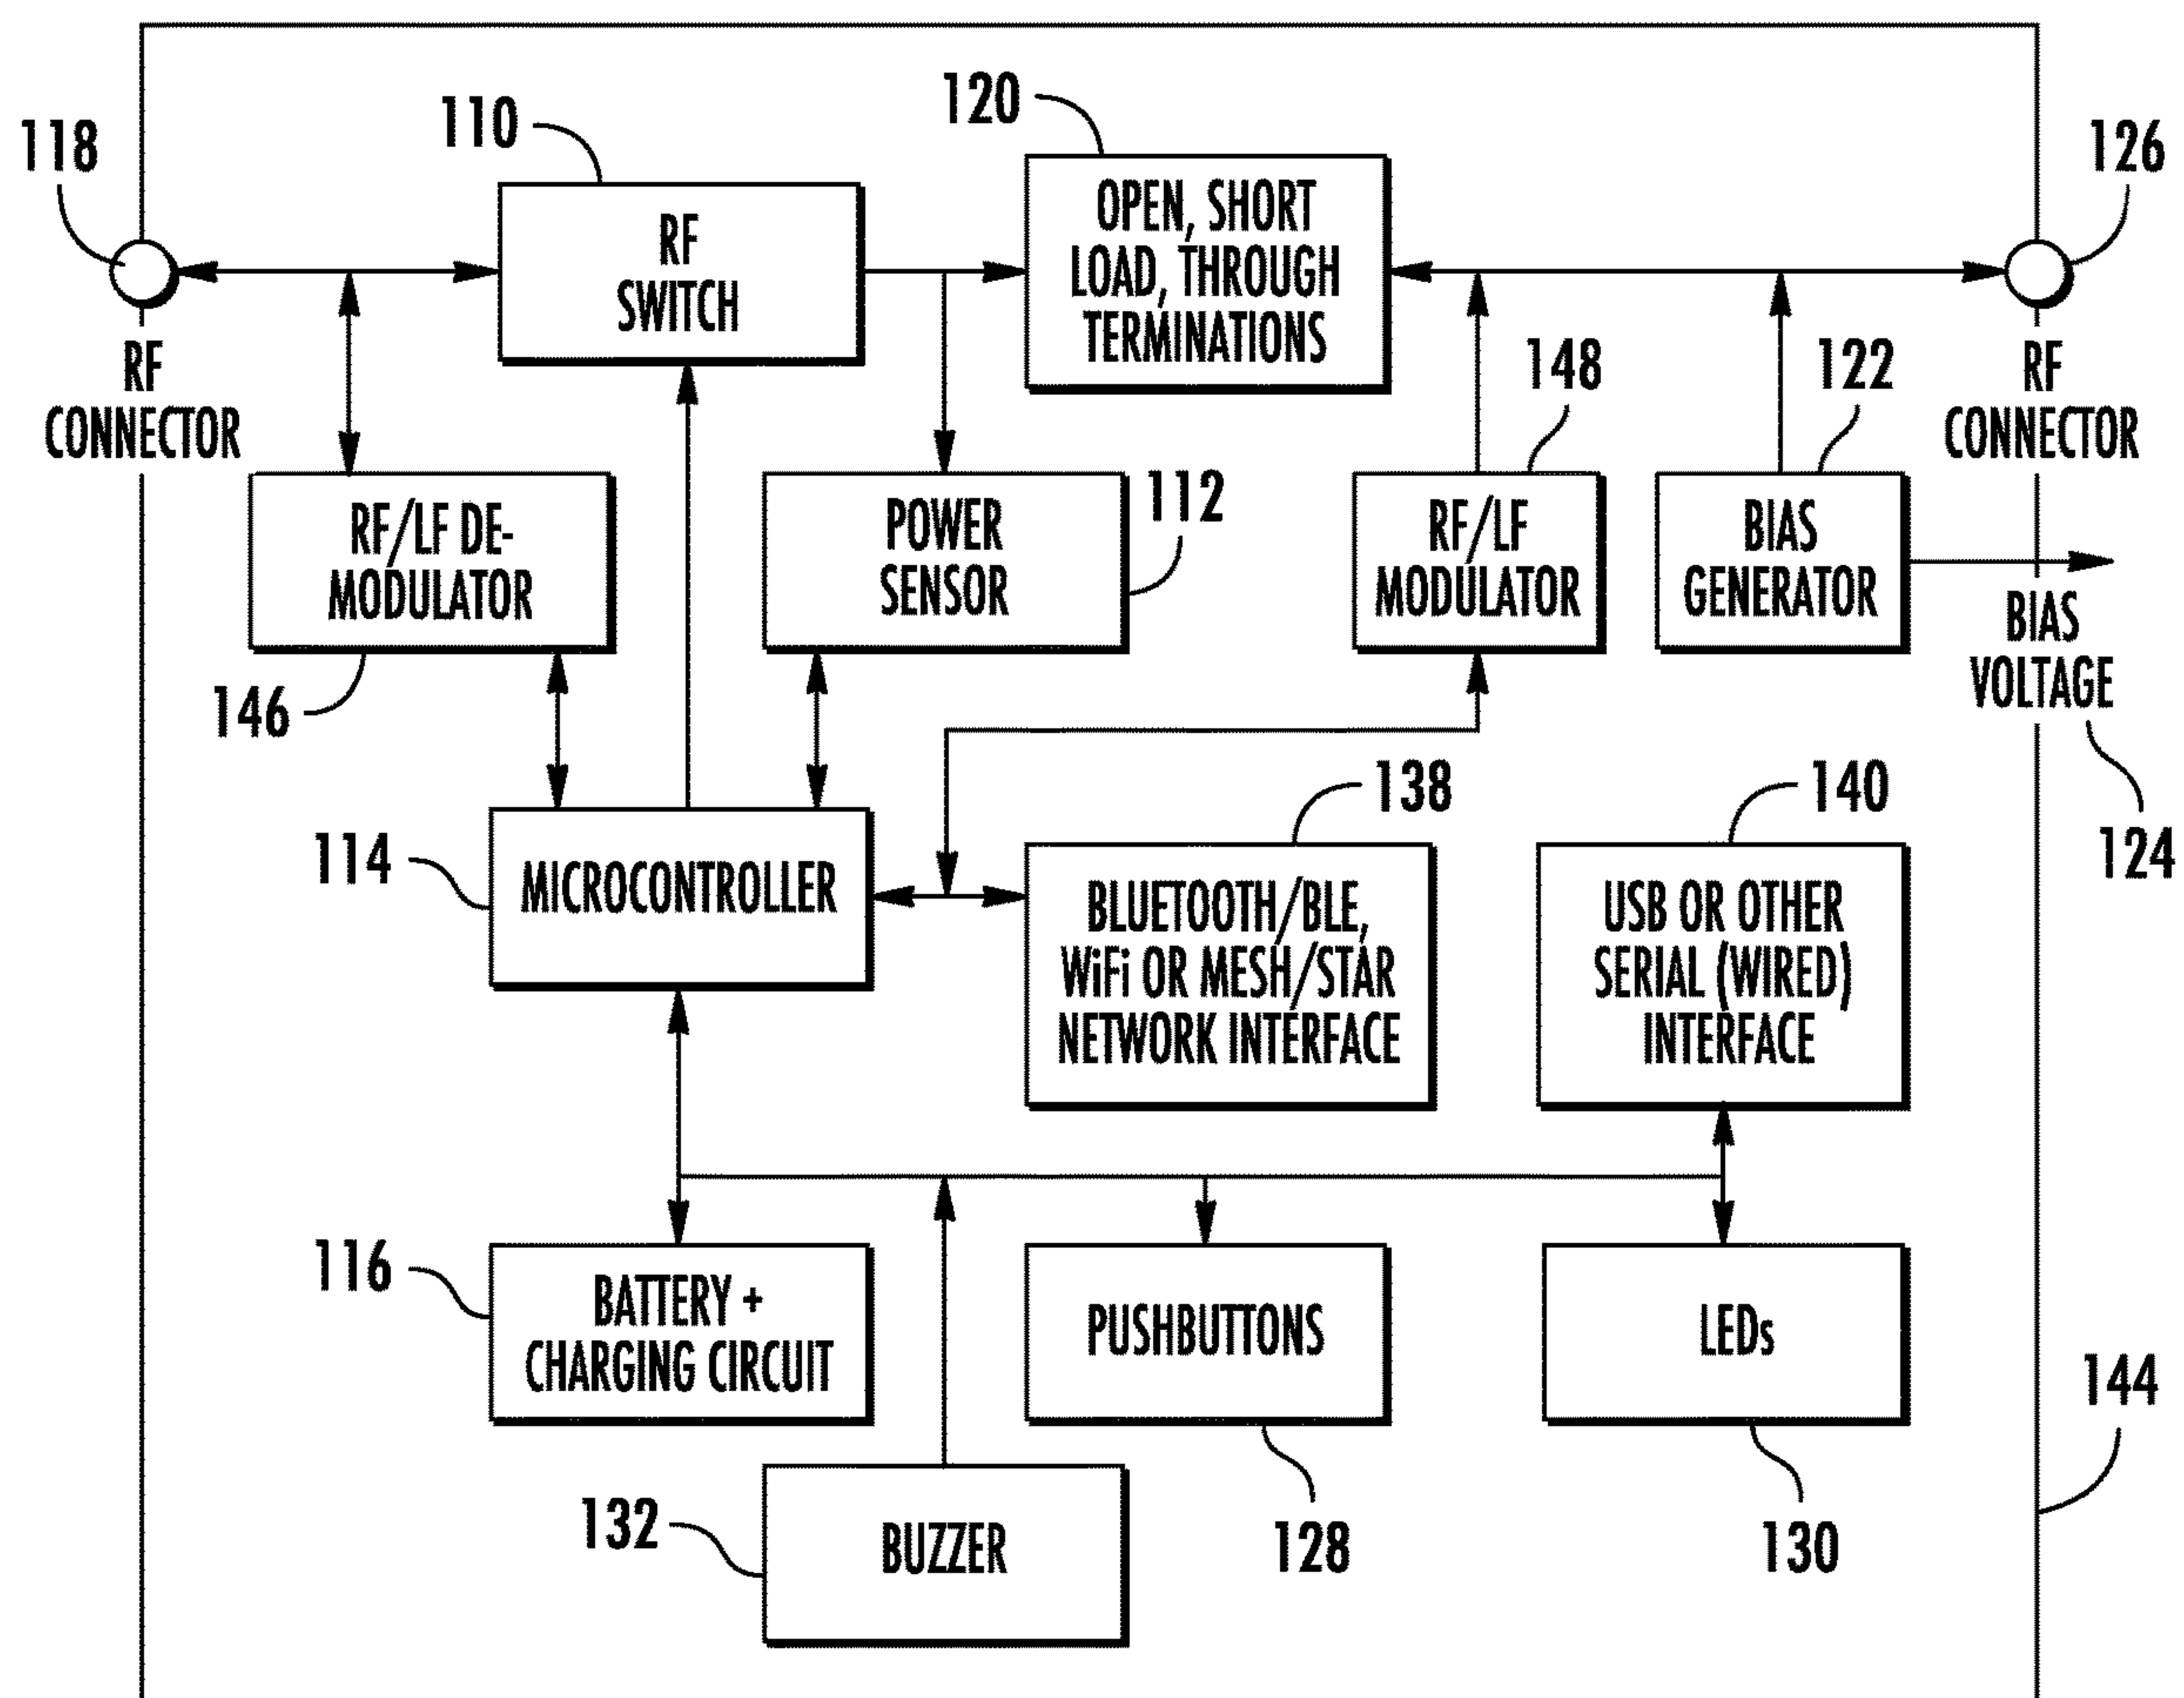 120
110
118
126
RF
SWITCH
OPEN, SHORT
LOAD, THROUGH
TERMINATIONS
RF
CONNECTOR
148
122
RF
CONNECTOR
RF/LF DE-
MODULATOR
146
POWER
SENSOR
112
RF/LF
MODULATOR
BIAS
GENERATOR
BIAS
VOLTAGE
124
138
140
114
MICROCONTROLLER
BLUETOOTH/BLE,
WiFi OR MESH/STAR
NETWORK INTERFACE
USB OR OTHER
SERIAL (WIRED)
INTERFACE
116
BATTERY +
CHARGING CIRCUIT
PUSHBUTTONS
LEDs
144
132
BUZZER
128
130